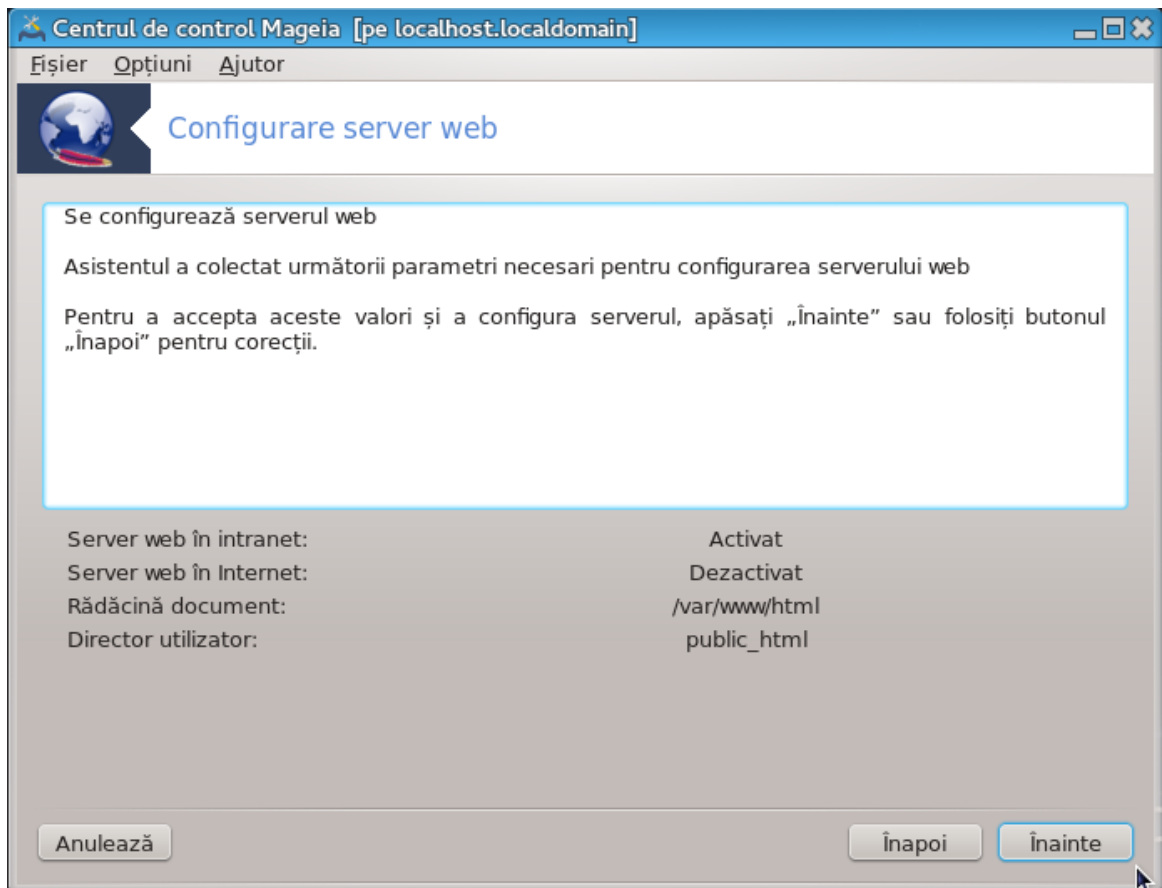 Centrul de control Mageia [pe localhost.localdomain]
Fișier Opțiuni Ajutor
Configurare server web
Se configurează serverul web
Asistentul a colectat următorii parametri necesari pentru configurarea serverului web
Pentru a accepta aceste valori și a configura serverul, apăsați „Înainte” sau folosiți butonul
„Înapoi” pentru corecții.
Server web în intranet: Activat
Server web în Internet: Dezactivat
Rădăcină document: /var/www/html
Director utilizator: public_html
Anulează Înapoi Înainte